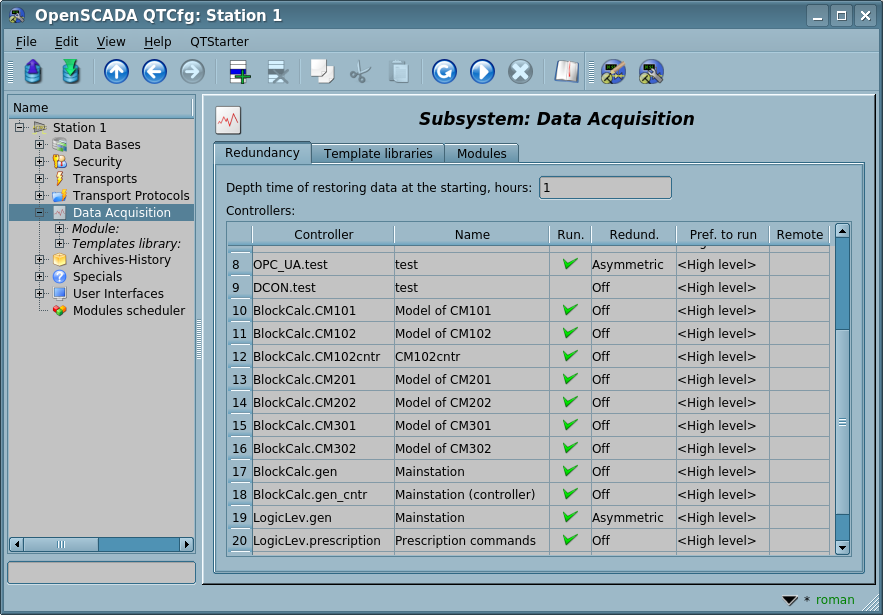 OpenSCADA QTCfg: Station 1
File Edit View Help QTStarter
Name
Station 1
Data Bases
Security
Transports
Transport Protocols
Data Acquisition
Module:
Templates library:
Archives-History
Specials
User Interfaces
Modules scheduler
Subsystem: Data Acquisition
Redundancy Template libraries Modules
Depth time of restoring data at the starting, hours: 1
Controllers:
Controller Name Run. Redund. Pref. to run Remote
8 OPC_UA.test test Asymmetric <High level>
9 DCON.test test Off <High level>
10 BlockCalc.CM101 Model of CM101 Off <High level>
11 BlockCalc.CM102 Model of CM102 Off <High level>
12 BlockCalc.CM102cntr CM102cntr Off <High level>
13 BlockCalc.CM201 Model of CM201 Off <High level>
14 BlockCalc.CM202 Model of CM202 Off <High level>
15 BlockCalc.CM301 Model of CM301 Off <High level>
16 BlockCalc.CM302 Model of CM302 Off <High level>
17 BlockCalc.gen Mainstation Off <High level>
18 BlockCalc.gen_cntr Mainstation (controller) Off <High level>
19 LogicLev.gen Mainstation Asymmetric <High level>
20 LogicLev.prescription Prescription commands Off <High level>
* roman